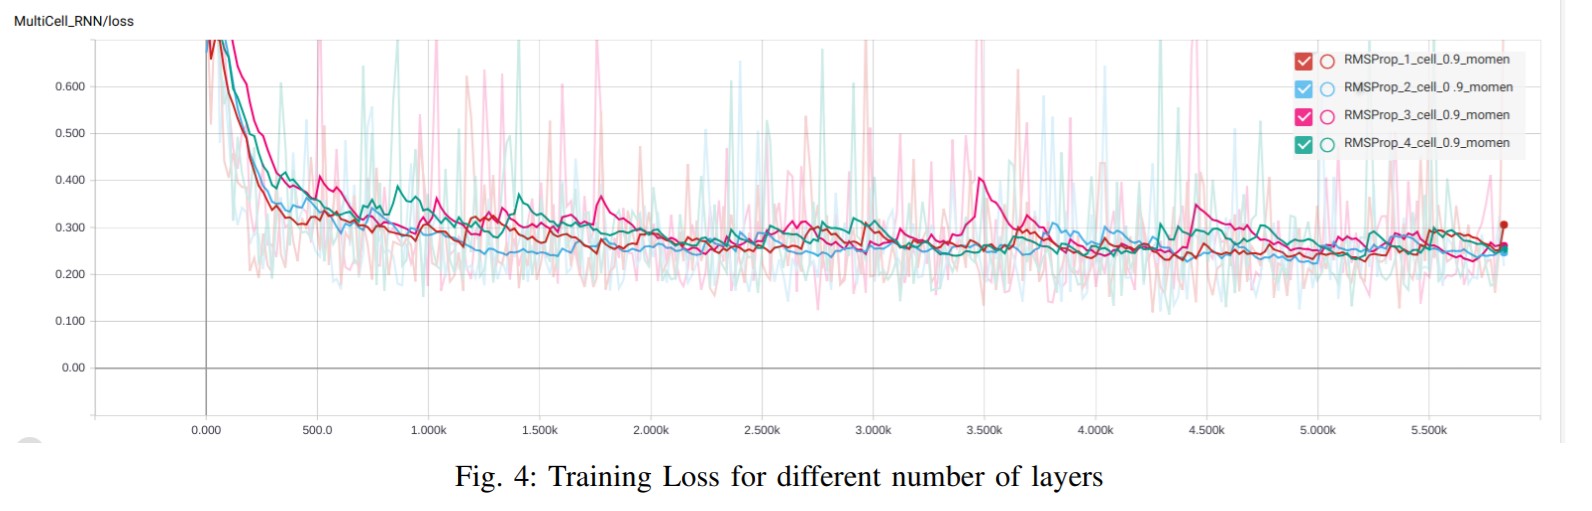 MultiCell_RNN/loss
0.600
0.500
0.400
0.300
0.200
0.100
0.00
0.000 500.0 1.000k 1.500k 2.000k 2.500k 3.000k 3.500k 4.000k 4.500k 5.000k 5.500k
RMSProp_1_cell_0.9_momen
RMSProp_2_cell_0.9_momen
RMSProp_3_cell_0.9_momen
RMSProp_4_cell_0.9_momen
Fig. 4: Training Loss for different number of layers